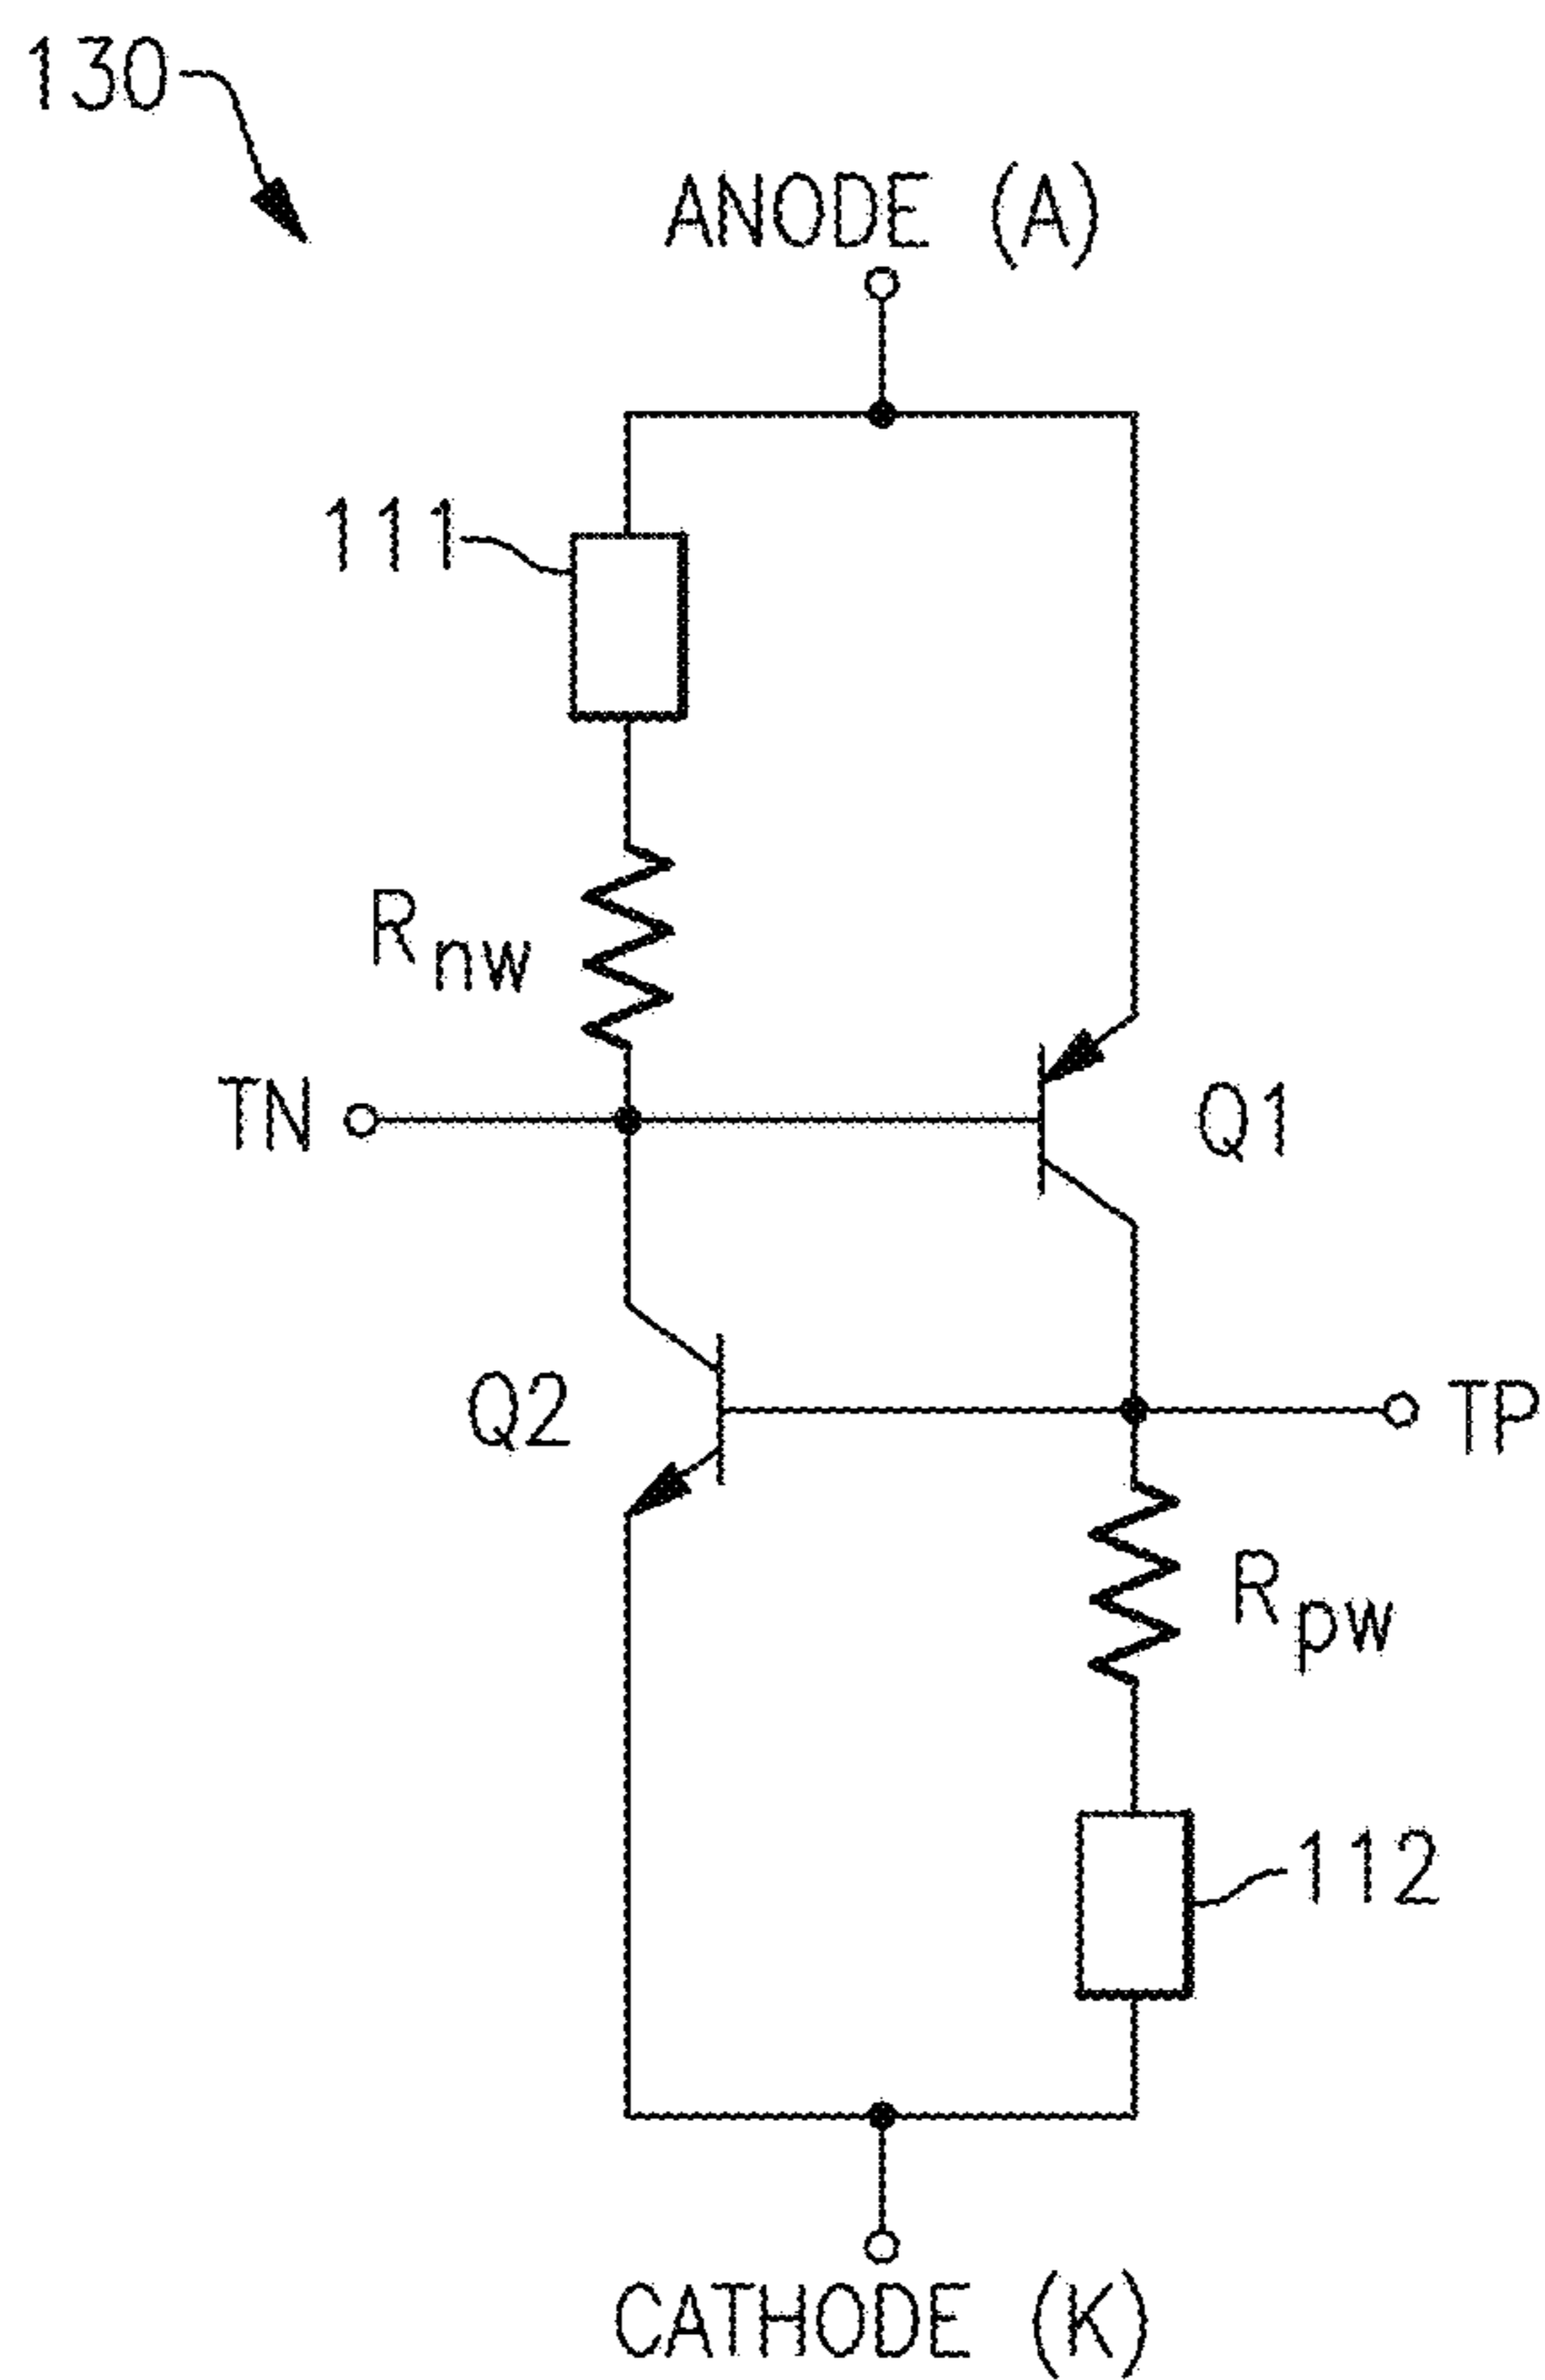 130
ANODE (A)
111
Rnw
TN
Q1
Q2
TP
Rpw
112
CATHODE (K)